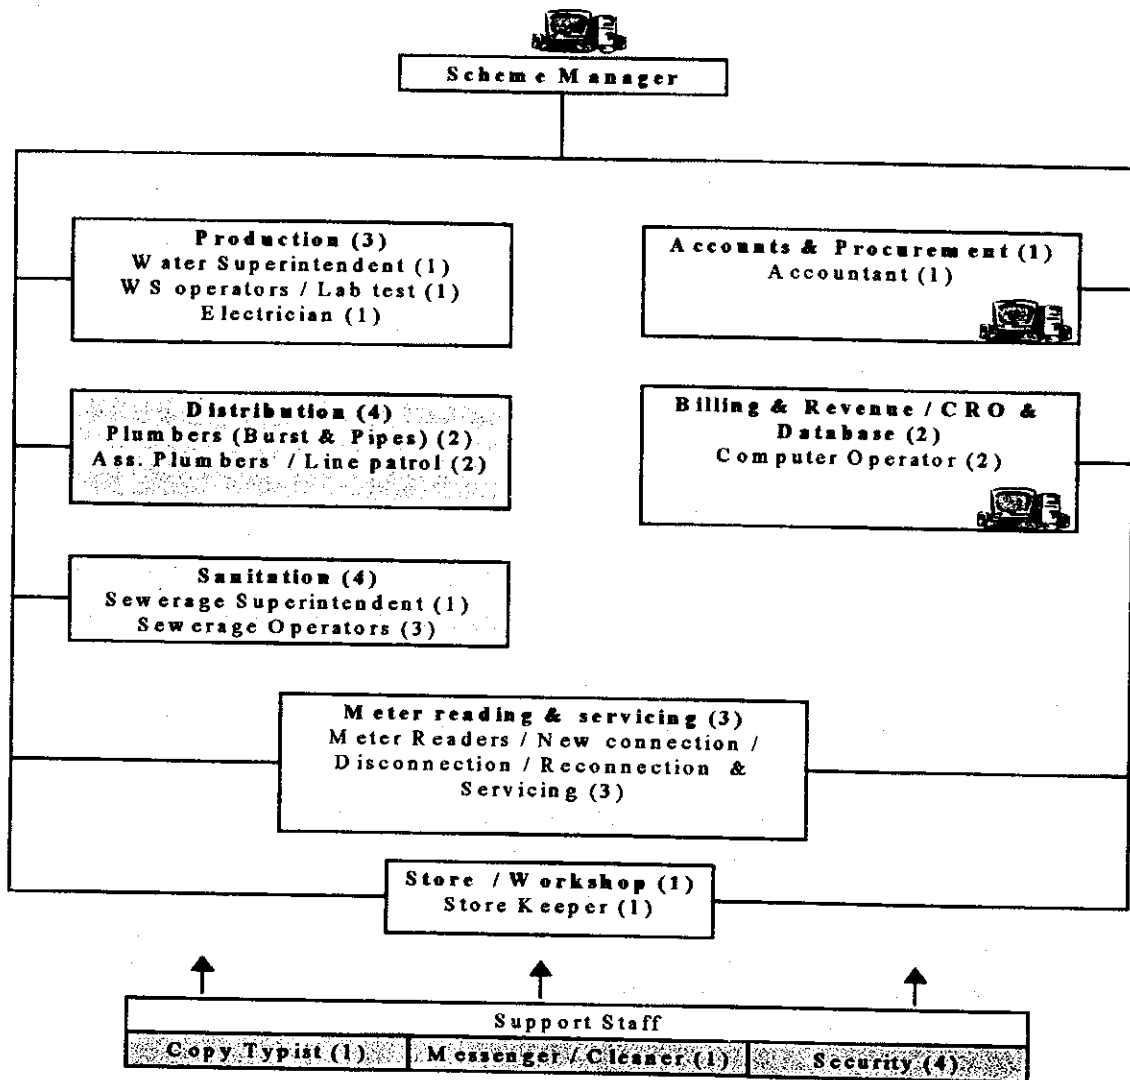 Scheme Manager
Production (3)
Water Superintendent (1)
WS operators / Lab test (1)
Electrician (1)
Accounts & Procurement (1)
Accountant (1)
Distribution (4)
Plumbers (Burst & Pipes) (2)
Ass. Plumbers / Line patrol (2)
Billing & Revenue / CRO &
Database (2)
Computer Operator (2)
Sanitation (4)
Sewerage Superintendent (1)
Sewerage Operators (3)
Meter reading & servicing (3)
Meter Readers / New connection /
Disconnection / Reconnection &
Servicing (3)
Store / Workshop (1)
Store Keeper (1)
Support Staff
Copy Typist (1)
Messenger / Cleaner (1)
Security (4)